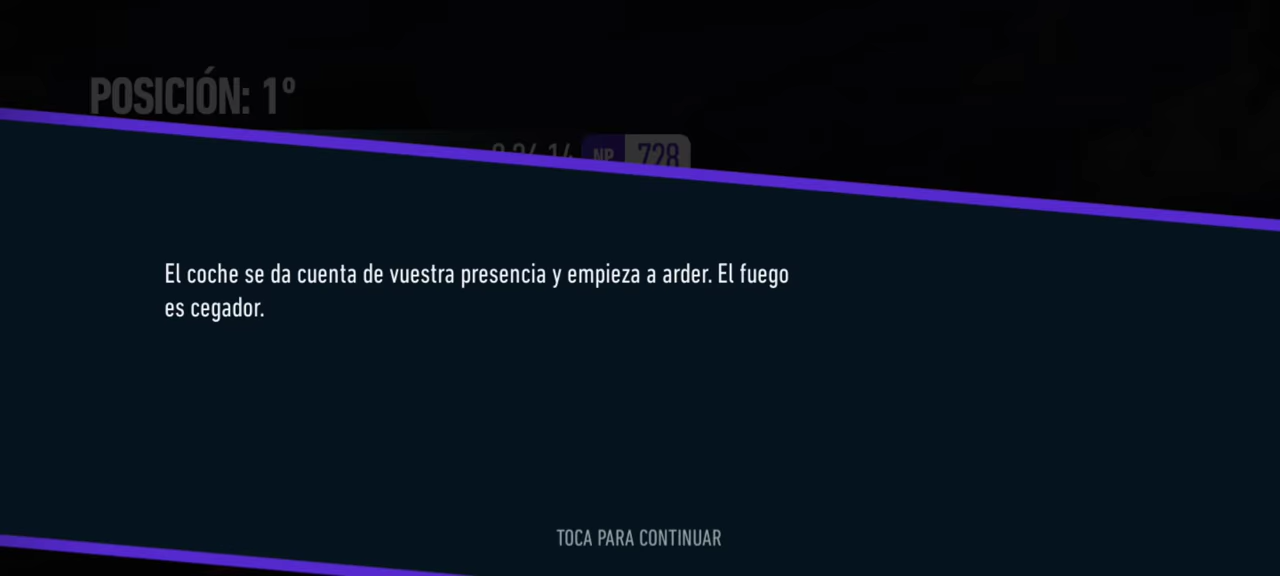 POSICIÓN: 1º
NP 728
El coche se da cuenta de vuestra presencia y empieza a arder. El fuego
es cegador.
TOCA PARA CONTINUAR